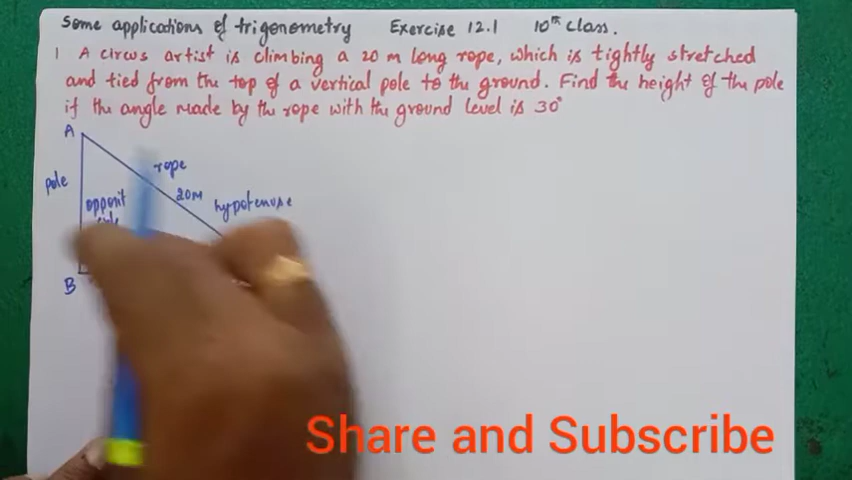 Some applications of trigonometry Exercise 12.1 10th class.
1 A circus artist is climbing a 20 m long rope, which is tightly stretched
and tied from the top of a vertical pole to the ground. Find the height of the pole
if the angle made by the rope with the ground level is 30°
A
rope
pole
20M
opposit
hypotenuse
B
Share and Subscribe